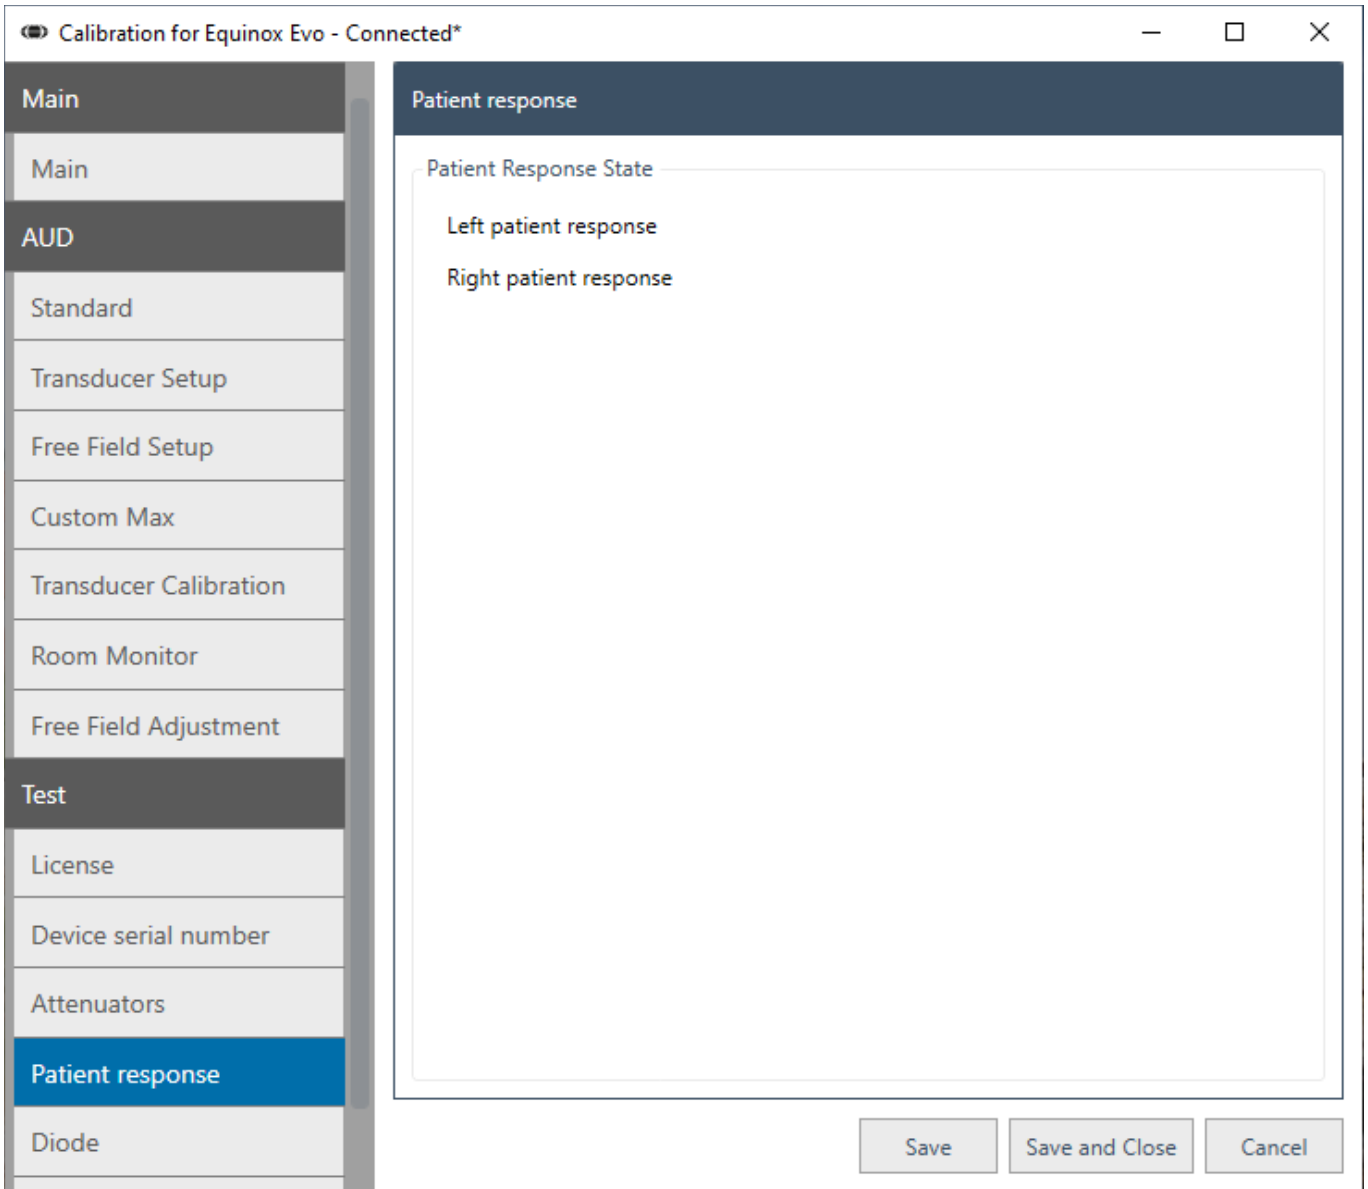 Calibration for Equinox Evo - Connected*
Main
Main
AUD
Standard
Transducer Setup
Free Field Setup
Custom Max
Transducer Calibration
Room Monitor
Free Field Adjustment
Test
License
Device serial number
Attenuators
Patient response
Diode
Patient response
Patient Response State
Left patient response
Right patient response
Save
Save and Close
Cancel